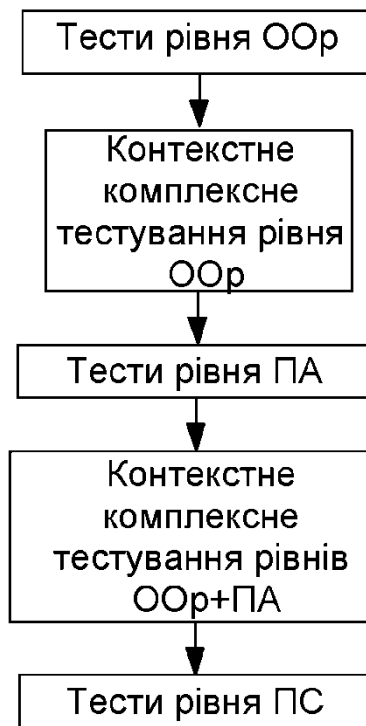 Тести рівня ООр
Контекстне
комплексне
тестування рівня
ООр
Тести рівня ПА
Контекстне
комплексне
тестування рівнів
ООр+ПА
Тести рівня ПС